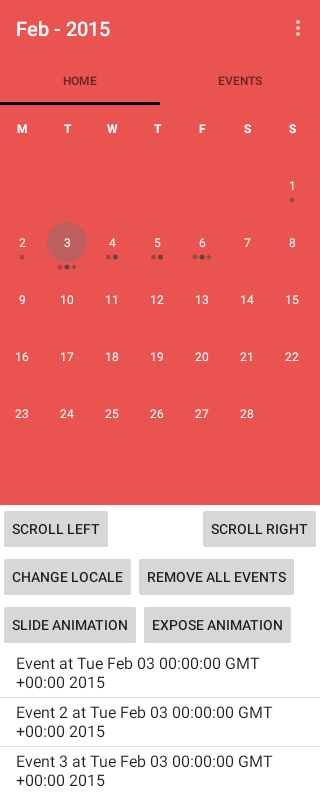 Feb - 2015
HOME EVENTS
M T W T F S S
1
2 3 4 5 6 7 8
9 10 11 12 13 14 15
16 17 18 19 20 21 22
23 24 25 26 27 28
SCROLL LEFT SCROLL RIGHT
CHANGE LOCALE REMOVE ALL EVENTS
SLIDE ANIMATION EXPOSE ANIMATION
Event at Tue Feb 03 00:00:00 GMT
+00:00 2015
Event 2 at Tue Feb 03 00:00:00 GMT
+00:00 2015
Event 3 at Tue Feb 03 00:00:00 GMT
+00:00 2015